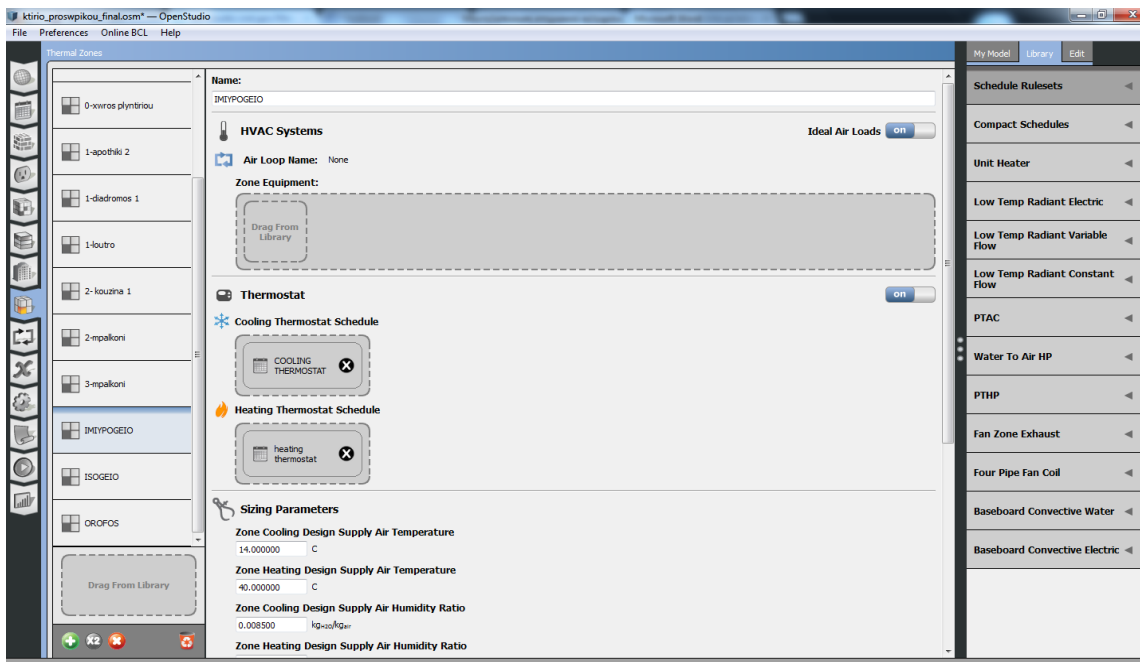 ktirio_proswpikou_final.osm* — OpenStudio
File Preferences Online BCL Help
Thermal Zones
0-xwros plyntiriou
1-apothiki 2
1-diadromos 1
1-loutro
2- kouzina 1
2-mpalkoni
3-mpalkoni
IMIYPOGEIO
ISOGEIO
OROFOS
Drag From Library
x2
Name:
IMIYPOGEIO
HVAC Systems
Ideal Air Loads on
Air Loop Name: None
Zone Equipment:
Drag From
Library
Thermostat
on
Cooling Thermostat Schedule
COOLING
THERMOSTAT
Heating Thermostat Schedule
heating
thermostat
Sizing Parameters
Zone Cooling Design Supply Air Temperature
14.000000 C
Zone Heating Design Supply Air Temperature
40.000000 C
Zone Cooling Design Supply Air Humidity Ratio
0.008500 kgH2O/kgair
Zone Heating Design Supply Air Humidity Ratio
My Model Library Edit
Schedule Rulesets
Compact Schedules
Unit Heater
Low Temp Radiant Electric
Low Temp Radiant Variable
Flow
Low Temp Radiant Constant
Flow
PTAC
Water To Air HP
PTHP
Fan Zone Exhaust
Four Pipe Fan Coil
Baseboard Convective Water
Baseboard Convective Electric